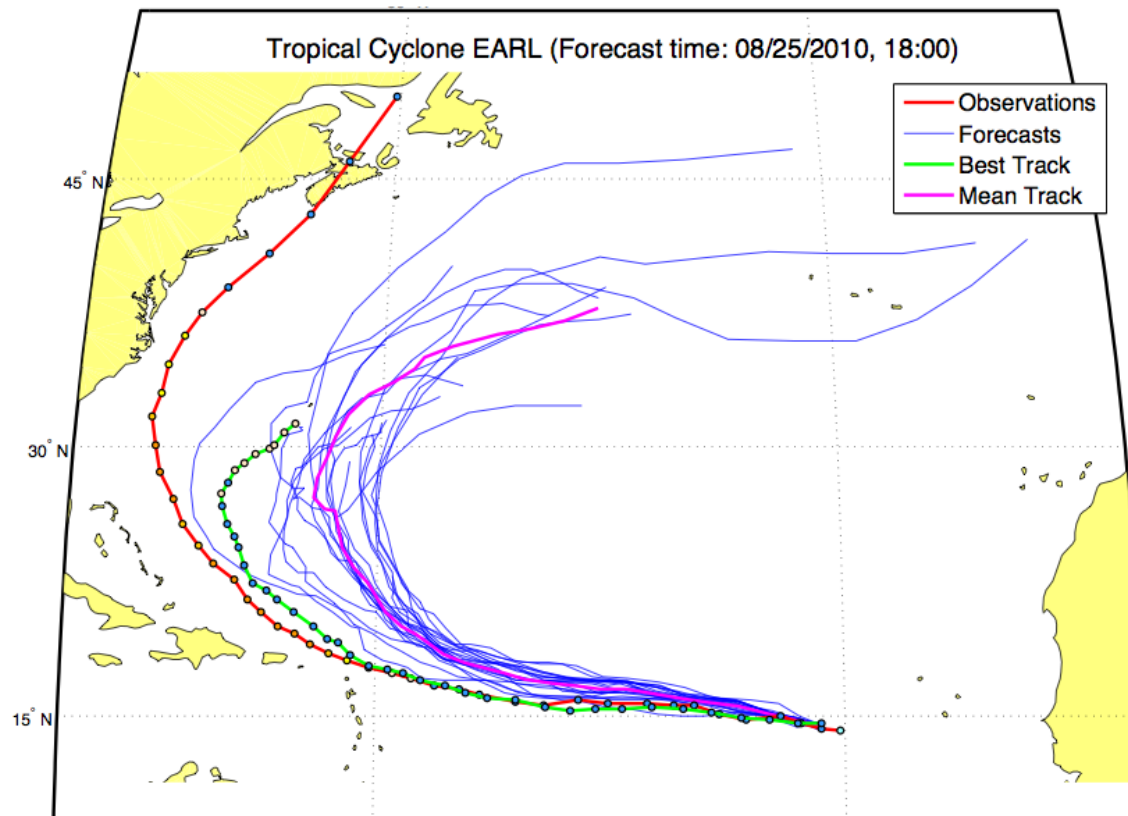 Tropical Cyclone EARL (Forecast time: 08/25/2010, 18:00)
Observations
Forecasts
Best Track
Mean Track
45° N
30° N
15° N